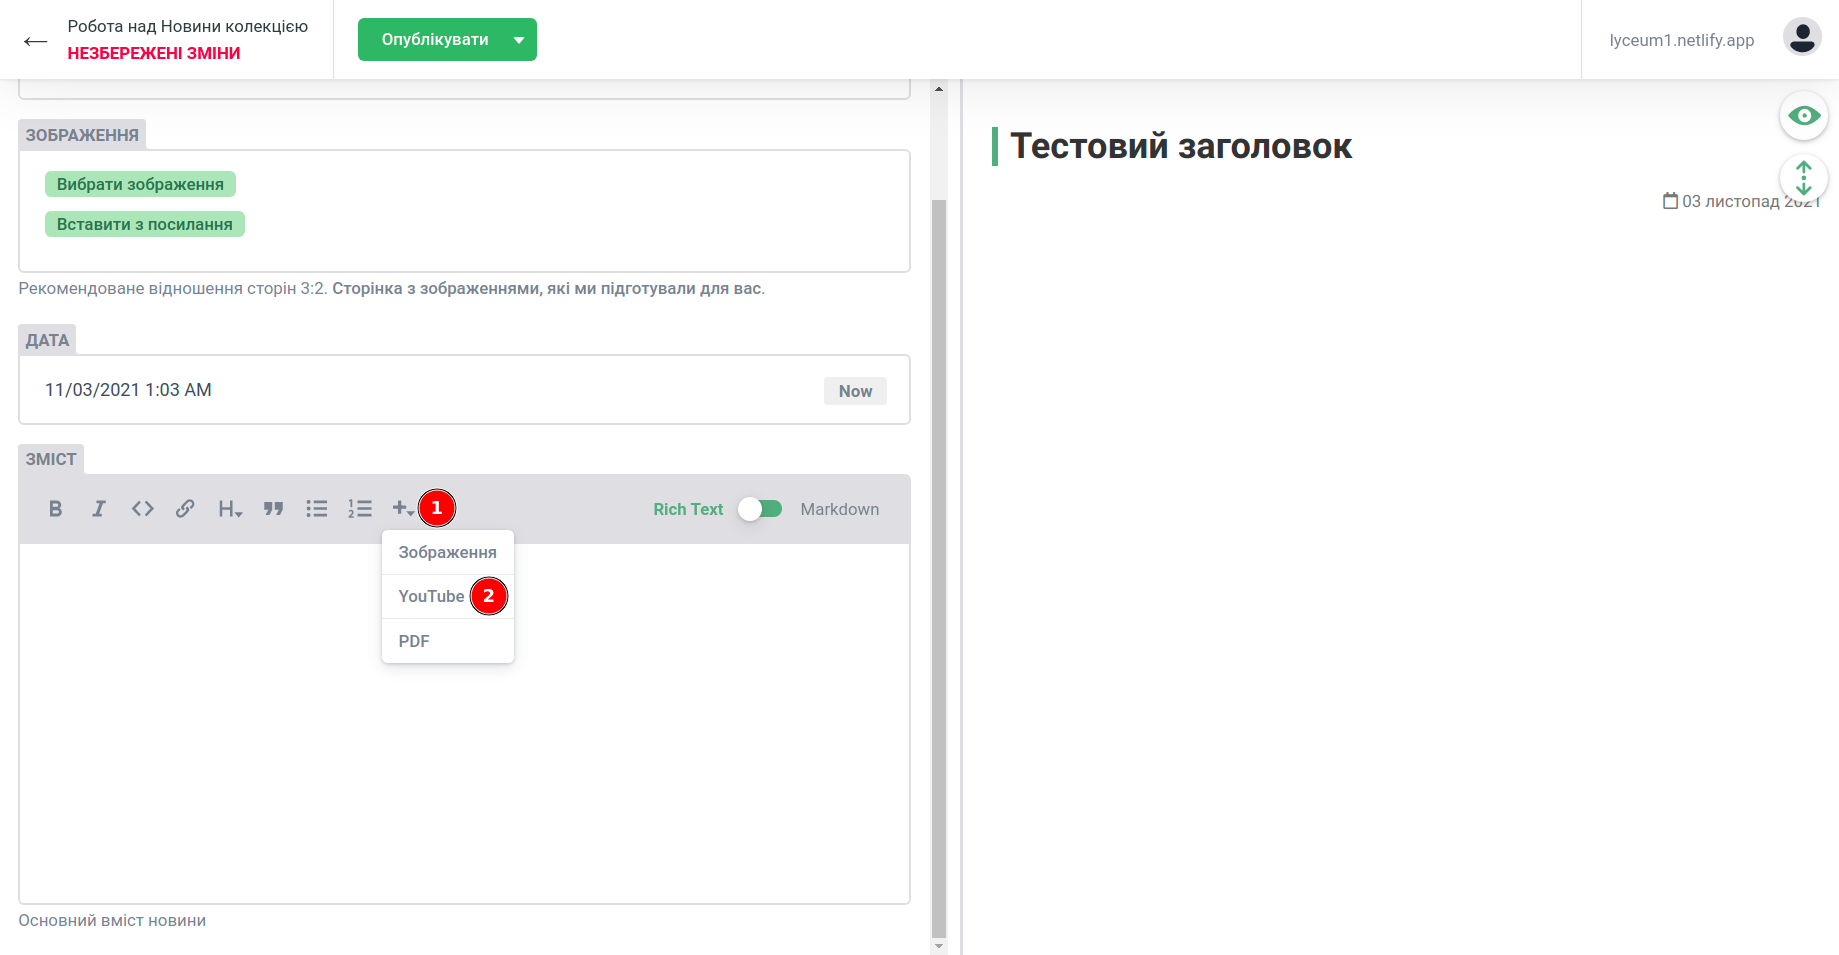 Робота над Новини колекцією
НЕЗБЕРЕЖЕНІ ЗМІНИ
Опублікувати
lyceum1.netlify.app
ЗОБРАЖЕННЯ
Вибрати зображення
Вставити з посилання
Рекомендоване відношення сторін 3:2. Сторінка з зображеннями, які ми підготували для вас.
ДАТА
11/03/2021 1:03 AM
Now
ЗМІСТ
B I <> H 1 2 + 1
Rich Text Markdown
Зображення
YouTube 2
PDF
Основний вміст новини
Тестовий заголовок
03 листопад 2021